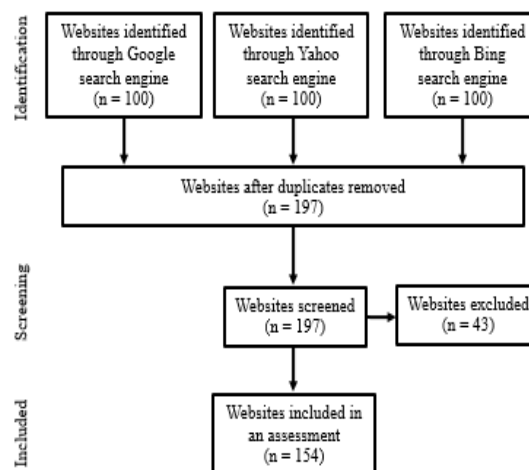 Identification
Websites identified
through Google
search engine
(n = 100)
Websites identified
through Yahoo
search engine
(n = 100)
Websites identified
through Bing
search engine
(n = 100)
Websites after duplicates removed
(n = 197)
Screening
Websites screened
(n = 197)
Websites excluded
(n = 43)
Included
Websites included in
an assessment
(n = 154)